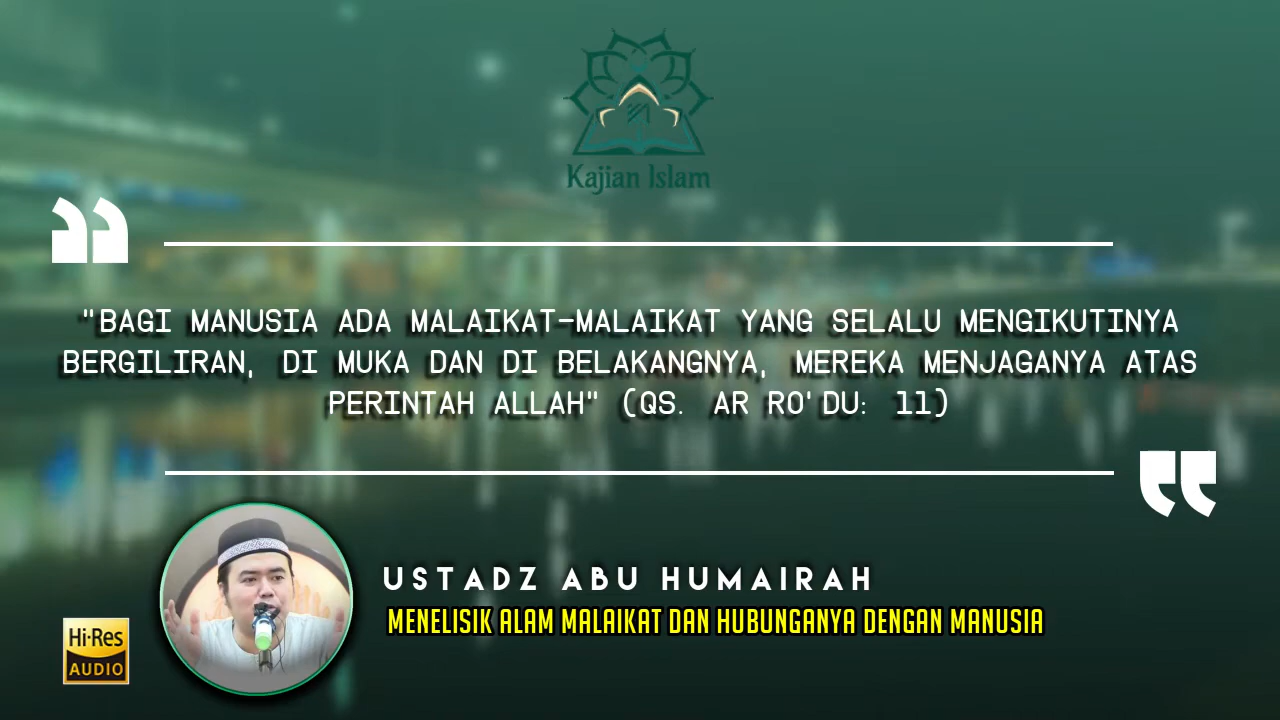 Kajian Islam
"BAGI MANUSIA ADA MALAIKAT-MALAIKAT YANG SELALU MENGIKUTINYA
BERGILIRAN, DI MUKA DAN DI BELAKANGNYA, MEREKA MENJAGANYA ATAS
PERINTAH ALLAH" (QS. AR RO'DU: 11)
USTADZ ABU HUMAIRAH
MENELISIK ALAM MALAIKAT DAN HUBUNGANYA DENGAN MANUSIA
Hi-Res
AUDIO